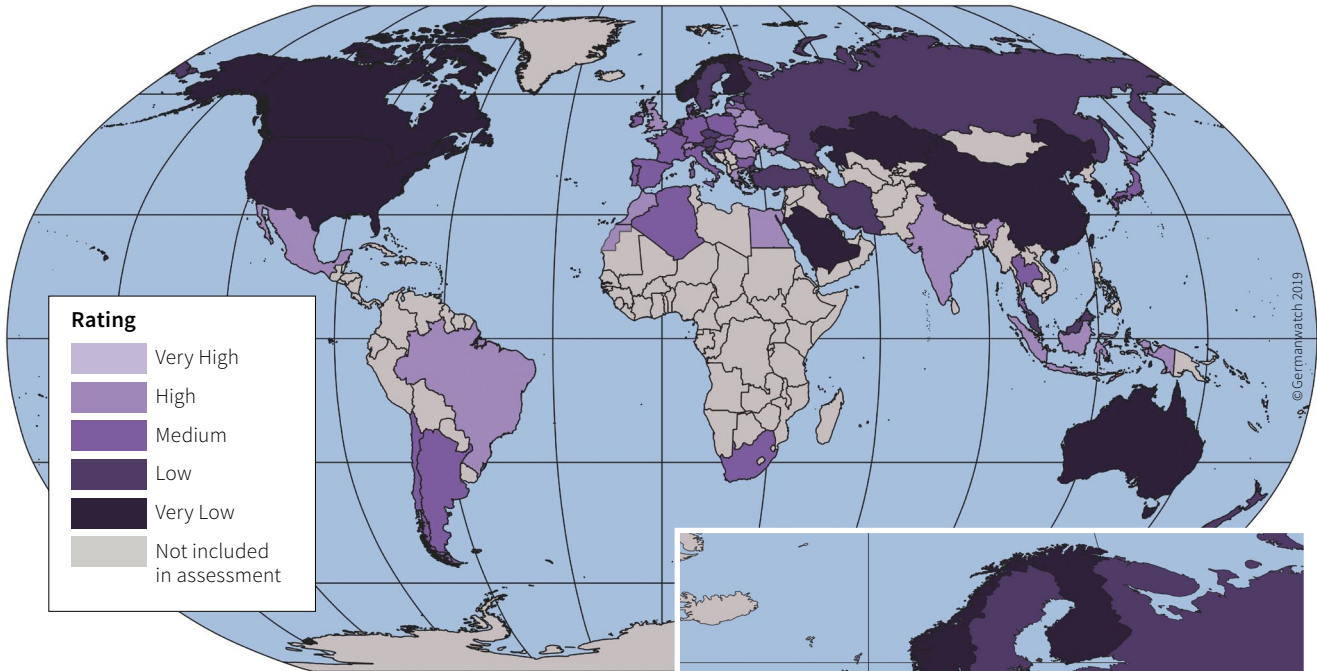 Rating
Very High
High
Medium
Low
Very Low
Not included
in assessment
©Germanwatch 2019